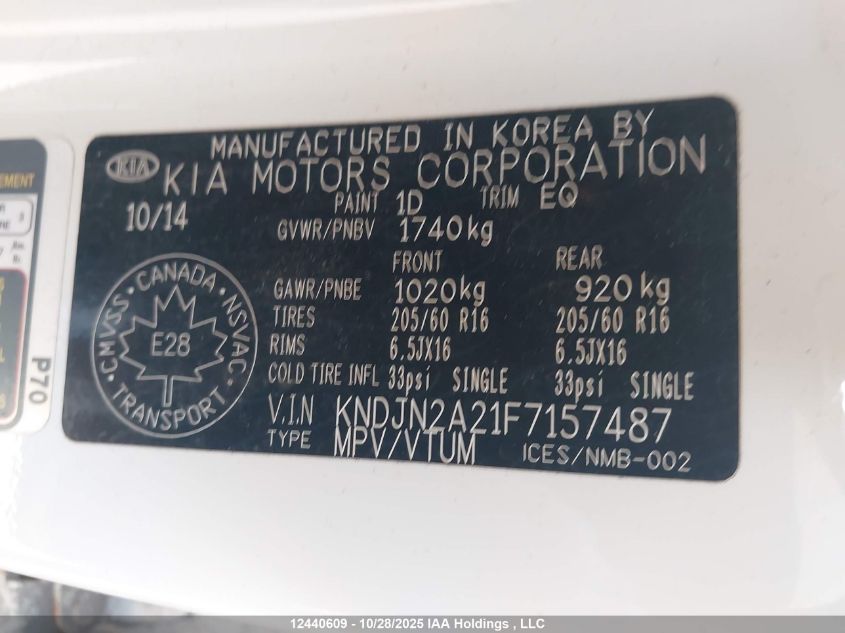 MANUFACTURED IN KOREA BY
KIA KIA MOTORS CORPORATION
10/14 PAINT 1D TRIM EQ
GVWR/PNBV 1740kg
FRONT REAR
GAWR/PNBE 1020kg 920kg
TIRES 205/60 R16 205/60 R16
RIMS 6.5JX16 6.5JX16
COLD TIRE INFL 33psi SINGLE 33psi SINGLE
V.I.N KNDJN2A21F7157487
TYPE MPV/VTUM ICES/NMB-002
CANADA
CMVSS NSVAC
E28
TRANSPORT
EMENT
P70
12440609 - 10/28/2025 IAA Holdings , LLC